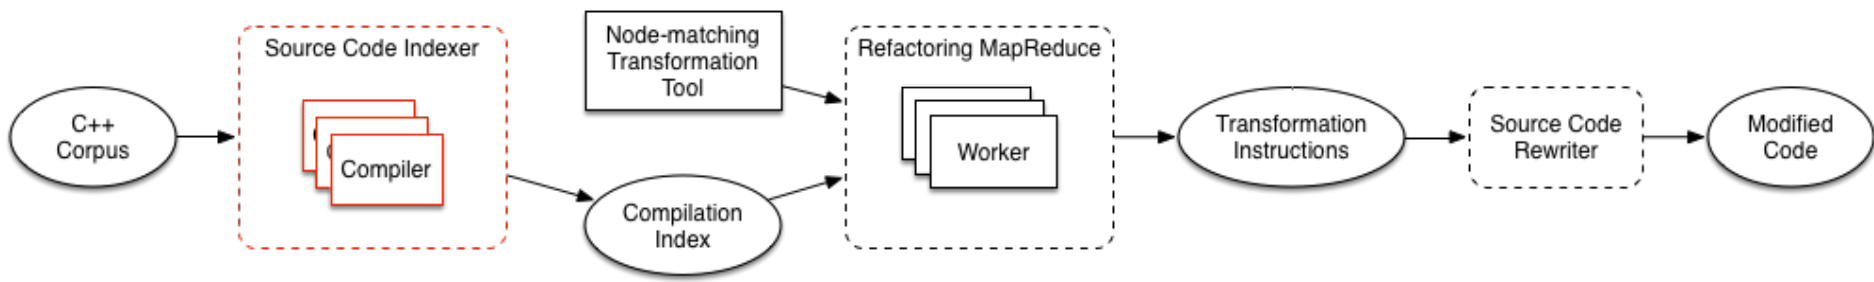 C++
Corpus
Source Code Indexer
Compiler
Node-matching
Transformation
Tool
Compilation
Index
Refactoring MapReduce
Worker
Transformation
Instructions
Source Code
Rewriter
Modified
Code